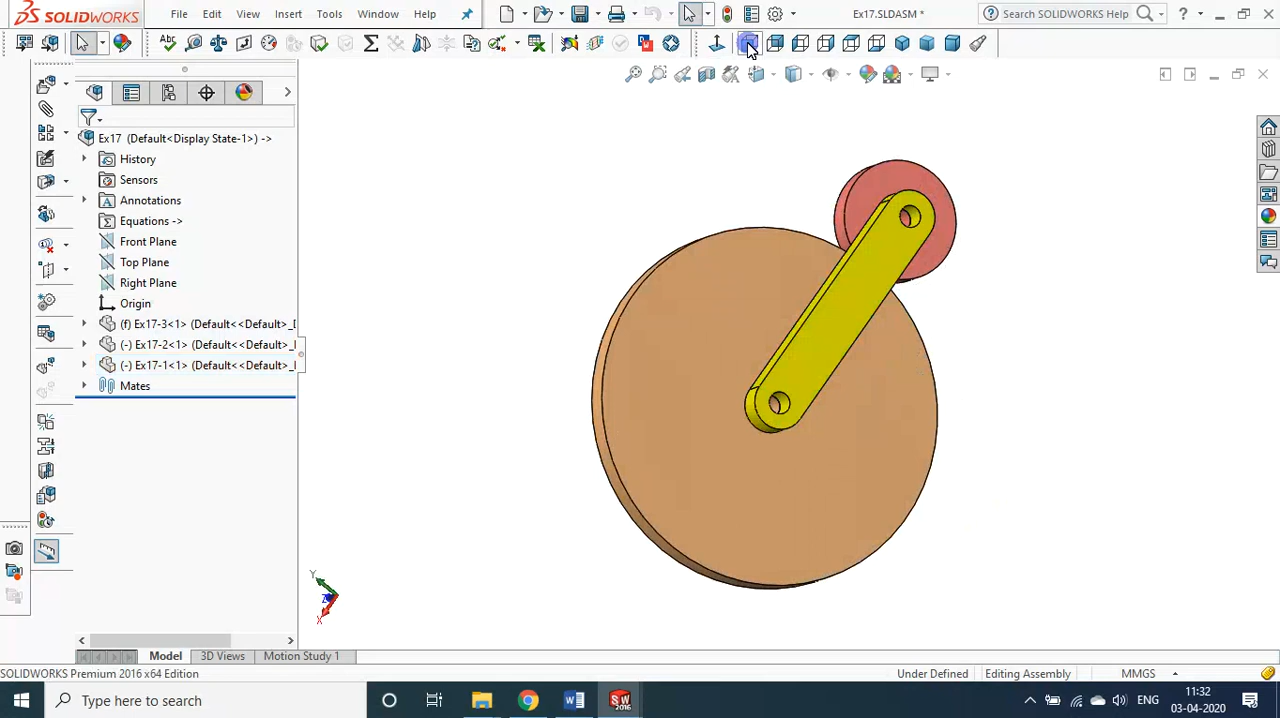 SOLIDWORKS File Edit View Insert Tools Window Help Ex17.SLDASM * Search SOLIDWORKS Help ?
Ex17 (Default<Display State-1>) ->
History
Sensors
A Annotations
Equations ->
Front Plane
Top Plane
Right Plane
Origin
(f) Ex17-3<1> (Default<<Default>_
(-) Ex17-2<1> (Default<<Default>_
(-) Ex17-1<1> (Default<<Default>_
Mates
Y
Z
X
Model 3D Views Motion Study 1
SOLIDWORKS Premium 2016 x64 Edition Under Defined Editing Assembly MMGS
Type here to search W SW 2016 ENG 11:32
03-04-2020